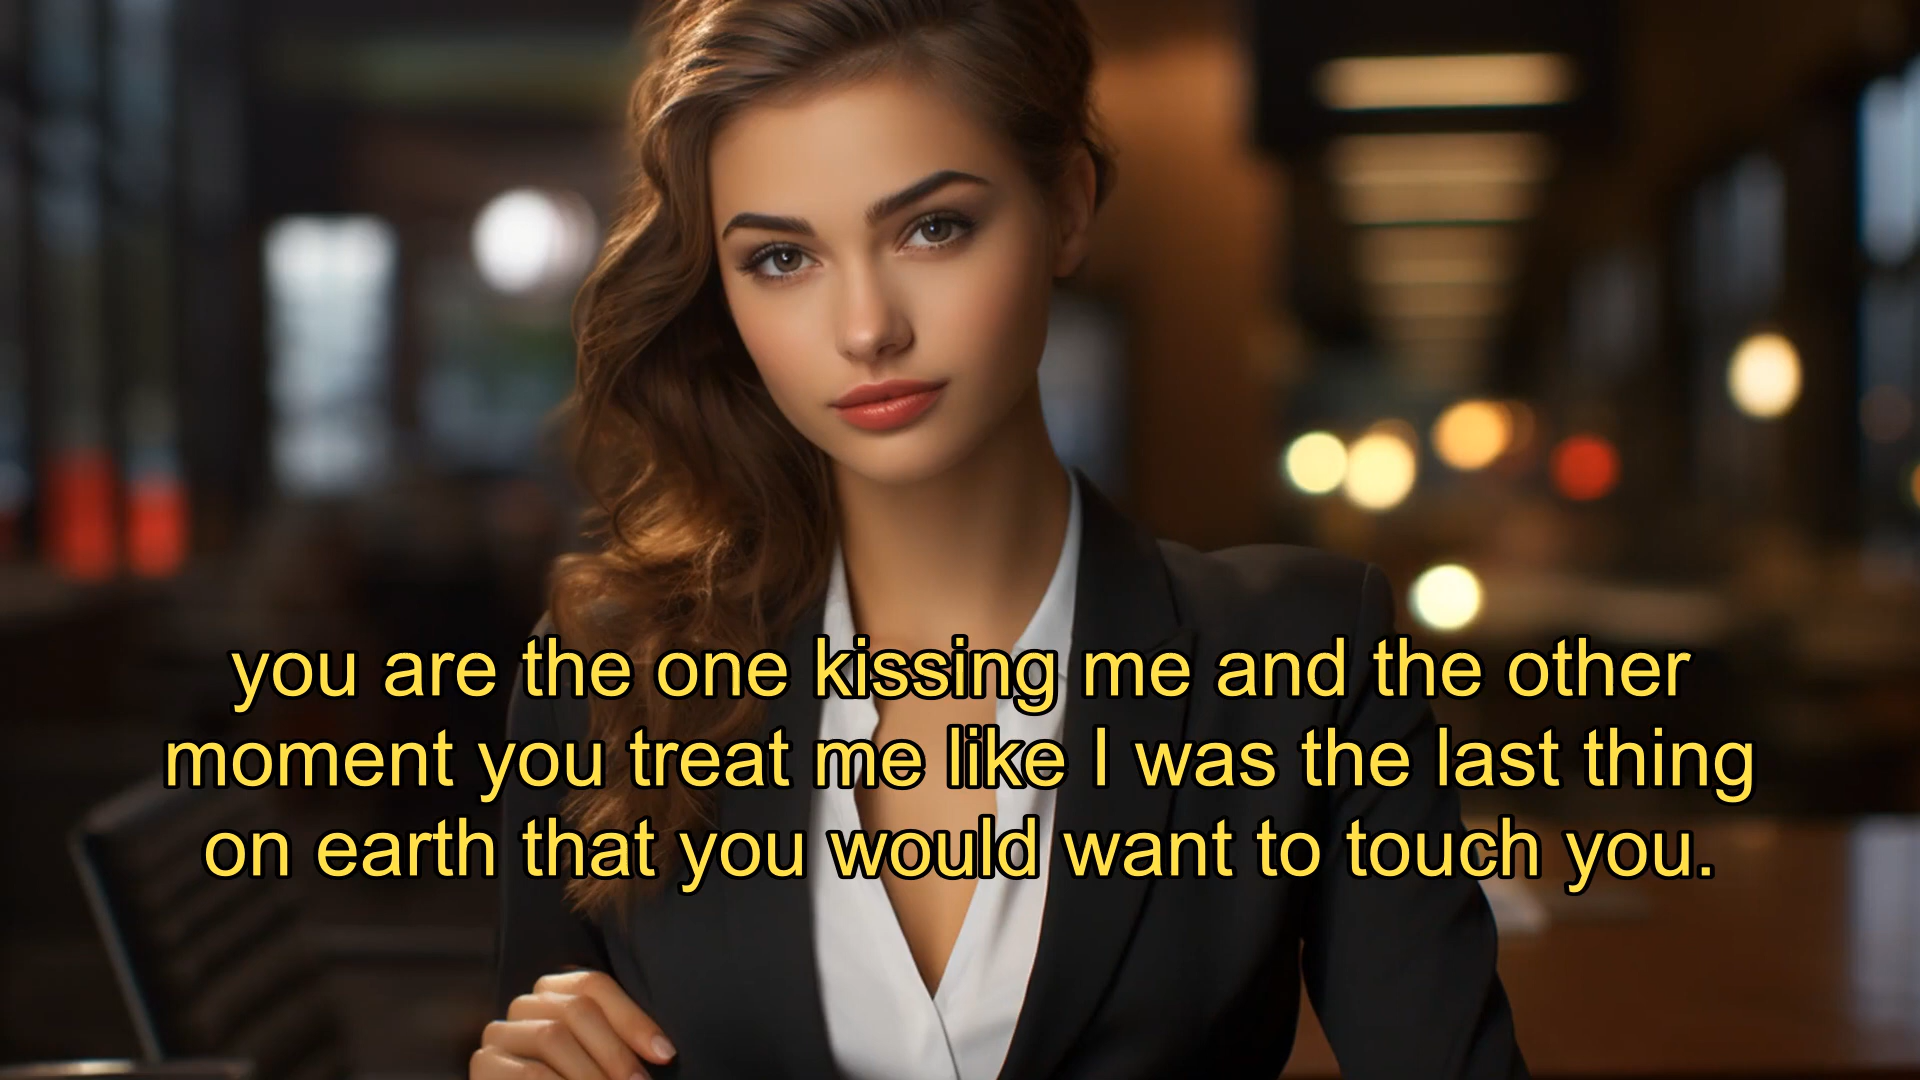 you are the one kissing me and the other
moment you treat me like I was the last thing
on earth that you would want to touch you.